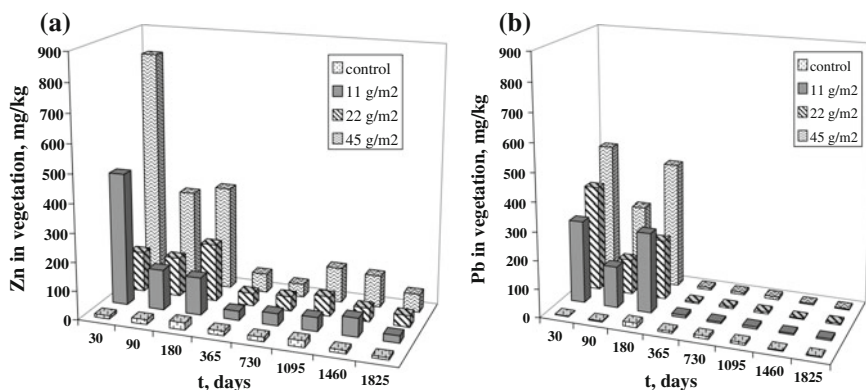 (a)
Zn in vegetation, mg/kg
900
800
700
600
500
400
300
200
100
0
control
11 g/m2
22 g/m2
45 g/m2
30 90 180 365 730 1095 1460 1825
t, days
(b)
Pb in vegetation, mg/kg
900
800
700
600
500
400
300
200
100
0
control
11 g/m2
22 g/m2
45 g/m2
30 90 180 365 730 1095 1460 1825
t, days